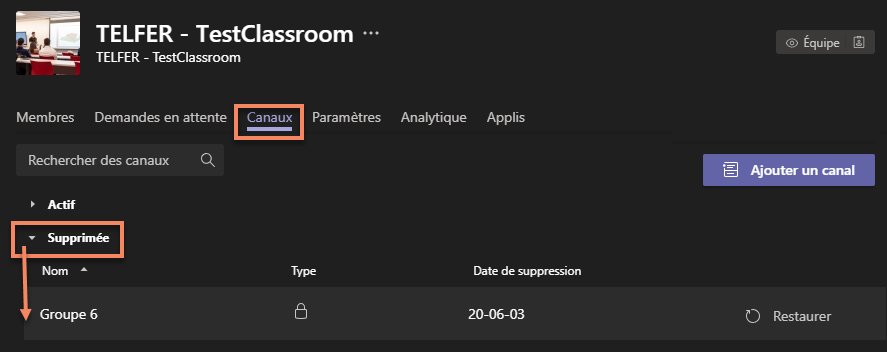 TELFER - TestClassroom ...
TELFER - TestClassroom
Équipe
Membres Demandes en attente Canaux Paramètres Analytique Applis
Rechercher des canaux
Ajouter un canal
Actif
Supprimée
Nom Type Date de suppression
Groupe 6 20-06-03 Restaurer